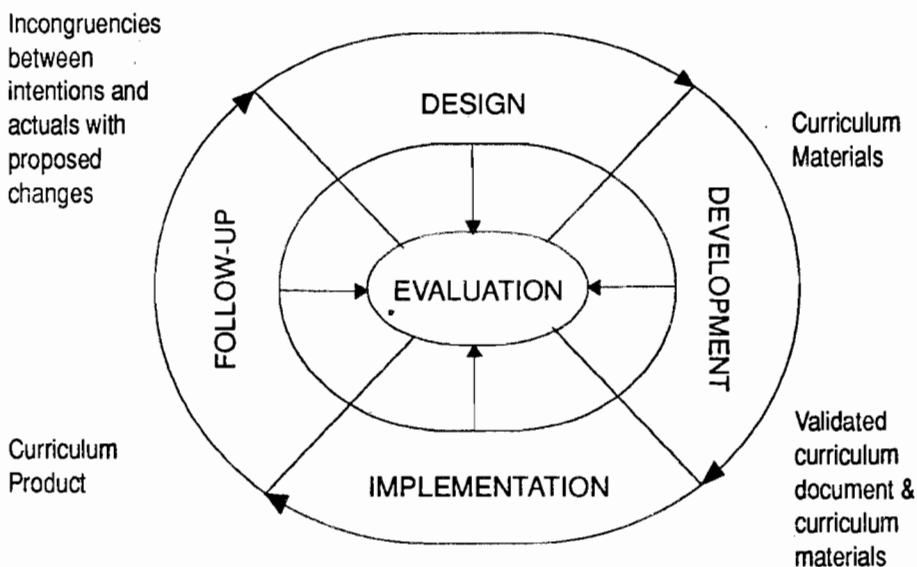 Incongruencies
between
intentions and
actuals with
proposed
changes
DESIGN
Curriculum
Materials
FOLLOW-UP
EVALUATION
DEVELOPMENT
Curriculum
Product
IMPLEMENTATION
Validated
curriculum
document &
curriculum
materials